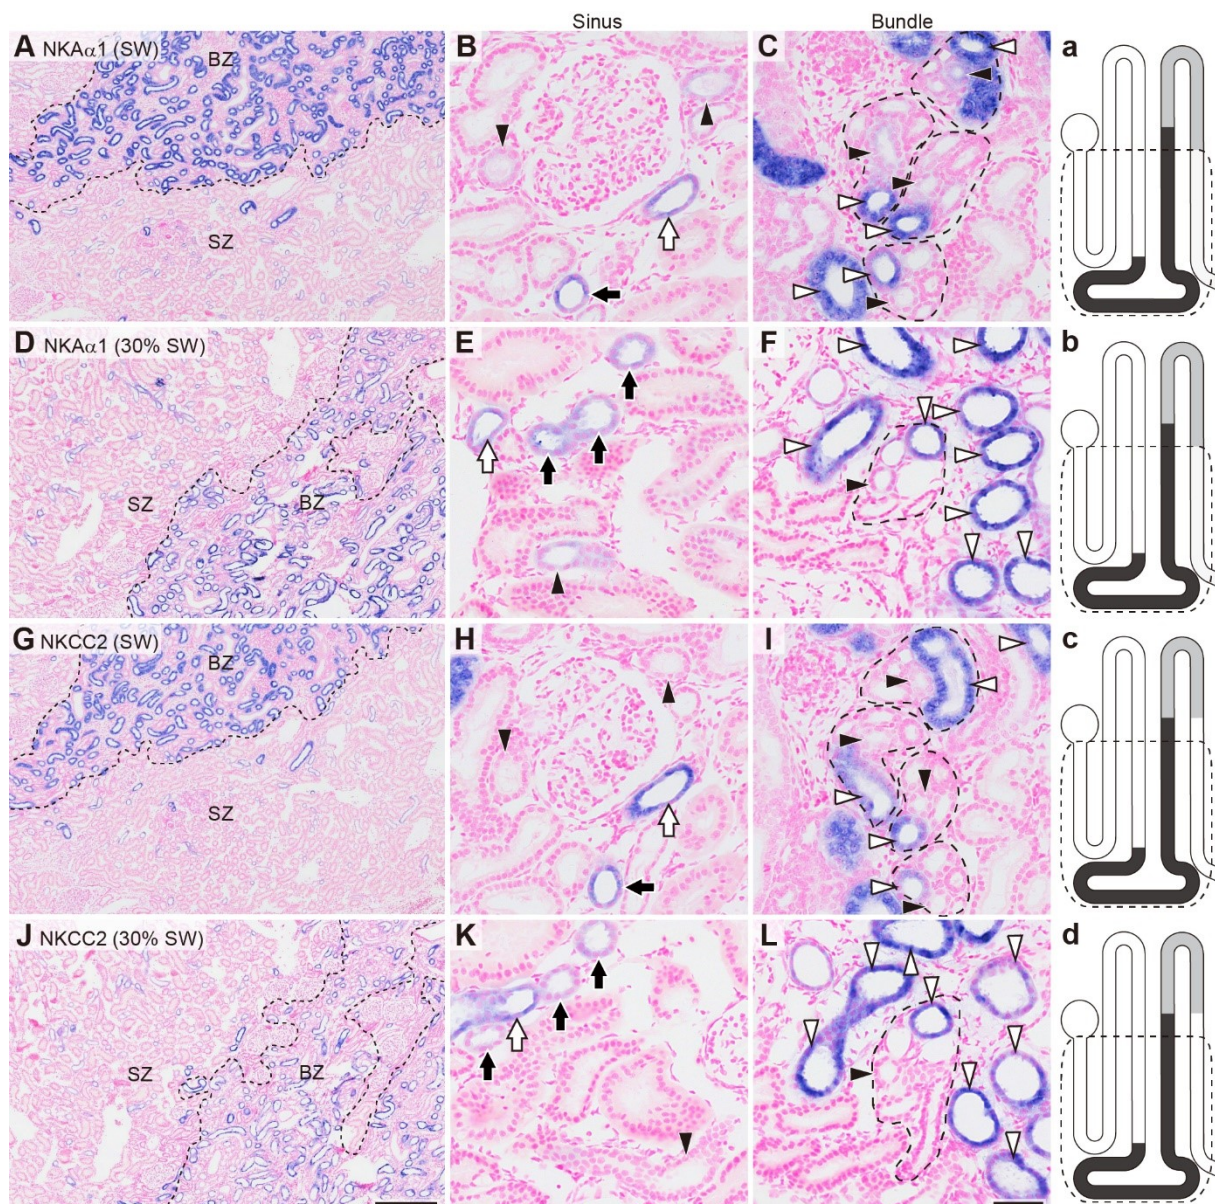 Sinus Bundle
A NKAα1 (SW) BZ SZ B C a
D NKAα1 (30% SW) SZ BZ E F b
G NKCC2 (SW) BZ SZ H I c
J NKCC2 (30% SW) SZ BZ K L d